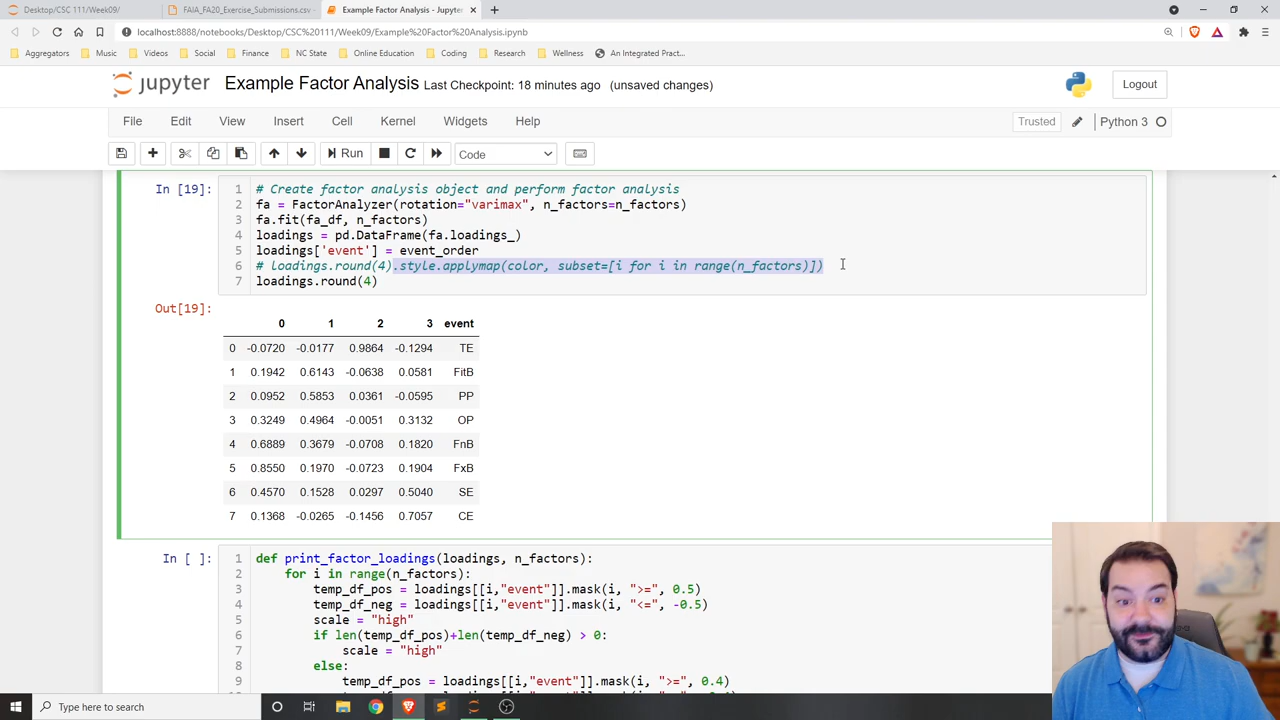 Desktop/CSC 111/Week09/
FAIA_FA20_Exercise_Submissions.csv -
Example Factor Analysis - Jupyter
localhost:8888/notebooks/Desktop/CSC%20111/Week09/Example%20Factor%20Analysis.ipynb
Aggregators Music Videos Social Finance NC State Online Education Coding Research Wellness An Integrated Pract...
jupyter Example Factor Analysis Last Checkpoint: 18 minutes ago (unsaved changes) Logout
File Edit View Insert Cell Kernel Widgets Help Trusted Python 3
Run Code
In [19]:
1 # Create factor analysis object and perform factor analysis
2 fa = FactorAnalyzer(rotation="varimax", n_factors=n_factors)
3 fa.fit(fa_df, n_factors)
4 loadings = pd.DataFrame(fa.loadings_)
5 loadings['event'] = event_order
6 # loadings.round(4).style.applymap(color, subset=[i for i in range(n_factors)])
7 loadings.round(4)
Out[19]:
0 1 2 3 event
0 -0.0720 -0.0177 0.9864 -0.1294 TE
1 0.1942 0.6143 -0.0638 0.0581 FitB
2 0.0952 0.5853 0.0361 -0.0595 PP
3 0.3249 0.4964 -0.0051 0.3132 OP
4 0.6889 0.3679 -0.0708 0.1820 FnB
5 0.8550 0.1970 -0.0723 0.1904 FxB
6 0.4570 0.1528 0.0297 0.5040 SE
7 0.1368 -0.0265 -0.1456 0.7057 CE
In [ ]:
1 def print_factor_loadings(loadings, n_factors):
2 for i in range(n_factors):
3 temp_df_pos = loadings[[i,"event"]].mask(i, ">=", 0.5)
4 temp_df_neg = loadings[[i,"event"]].mask(i, "<=", -0.5)
5 scale = "high"
6 if len(temp_df_pos)+len(temp_df_neg) > 0:
7 scale = "high"
8 else:
9 temp_df_pos = loadings[[i,"event"]].mask(i, ">=", 0.4)
Type here to search